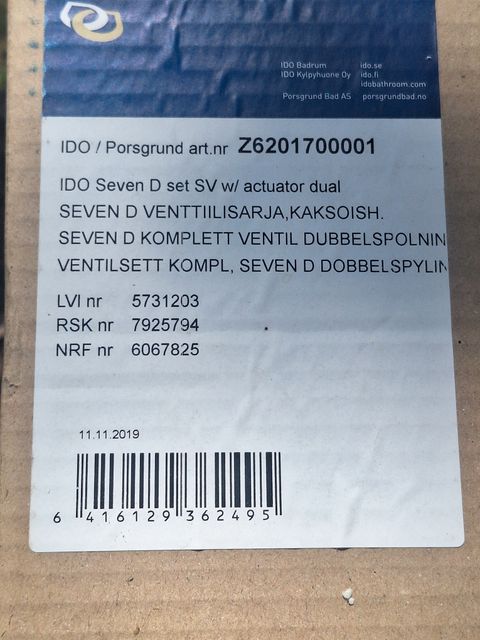 IDO Badrum ido.se
IDO Kylpyhuone Oy ido.fi
idobathroom.com
Porsgrund Bad AS porsgrundbad.no
IDO / Porsgrund art.nr Z6201700001
IDO Seven D set SV w/ actuator dual
SEVEN D VENTTIILISARJA,KAKSOISH.
SEVEN D KOMPLETT VENTIL DUBBELSPOLNIN
VENTILSETT KOMPL, SEVEN D DOBBELSPYLIN
LVI nr 5731203
RSK nr 7925794
NRF nr 6067825
11.11.2019
6 416129 362495